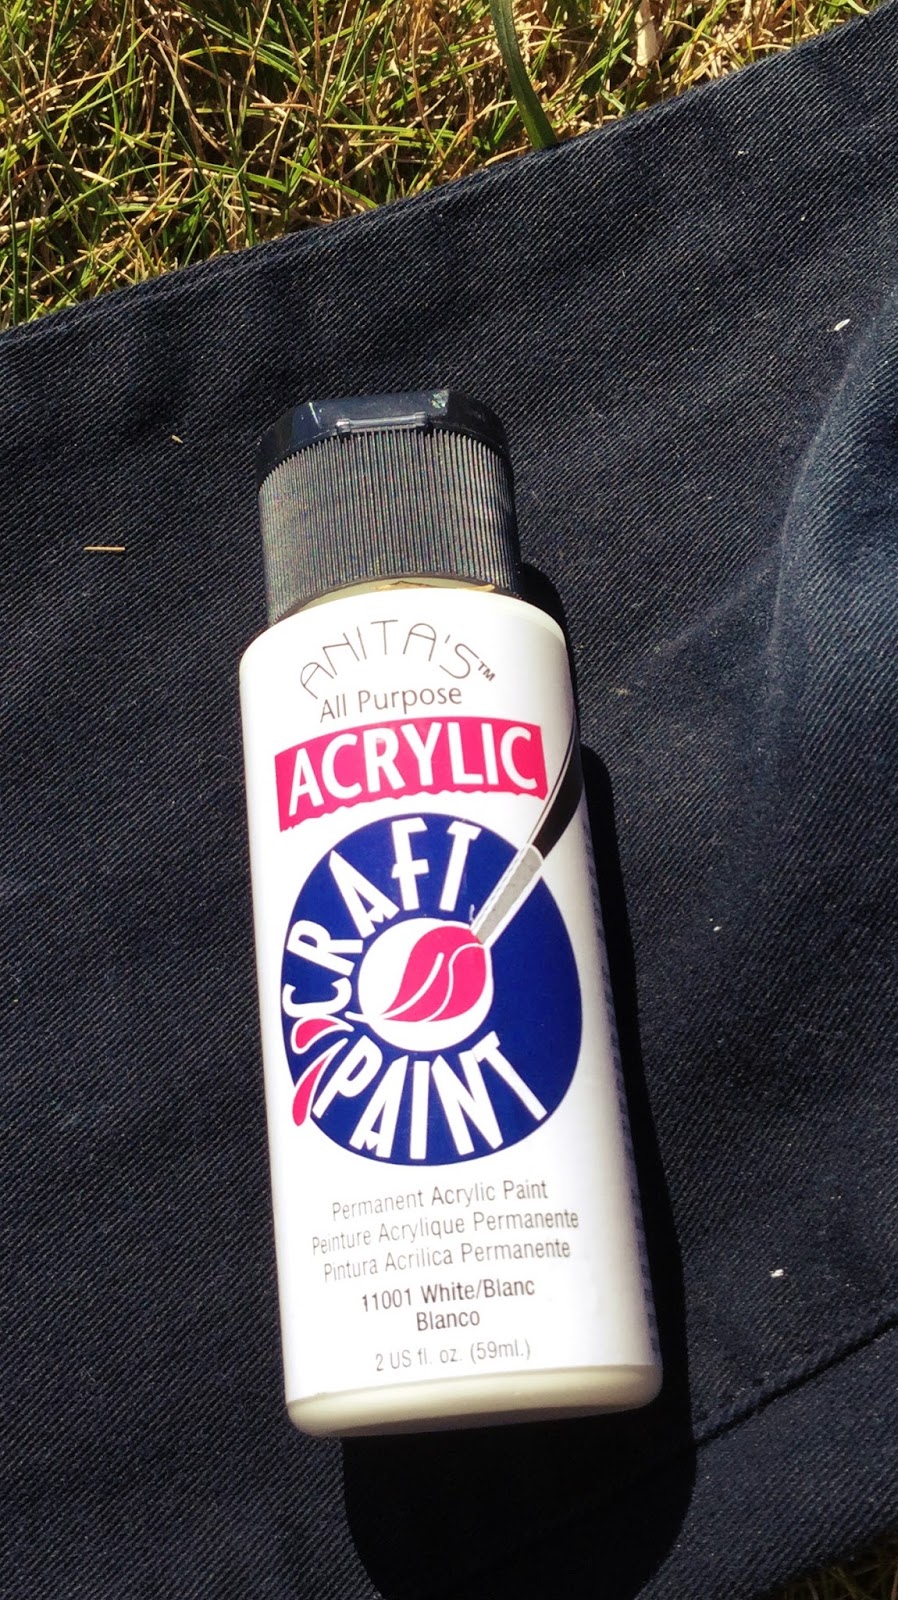 ANITA'S™
All Purpose
ACRYLIC
CRAFT
PAINT
Permanent Acrylic Paint
Peinture Acrylique Permanente
Pintura Acrilica Permanente
11001 White/Blanc
Blanco
2 US fl. oz. (59ml.)